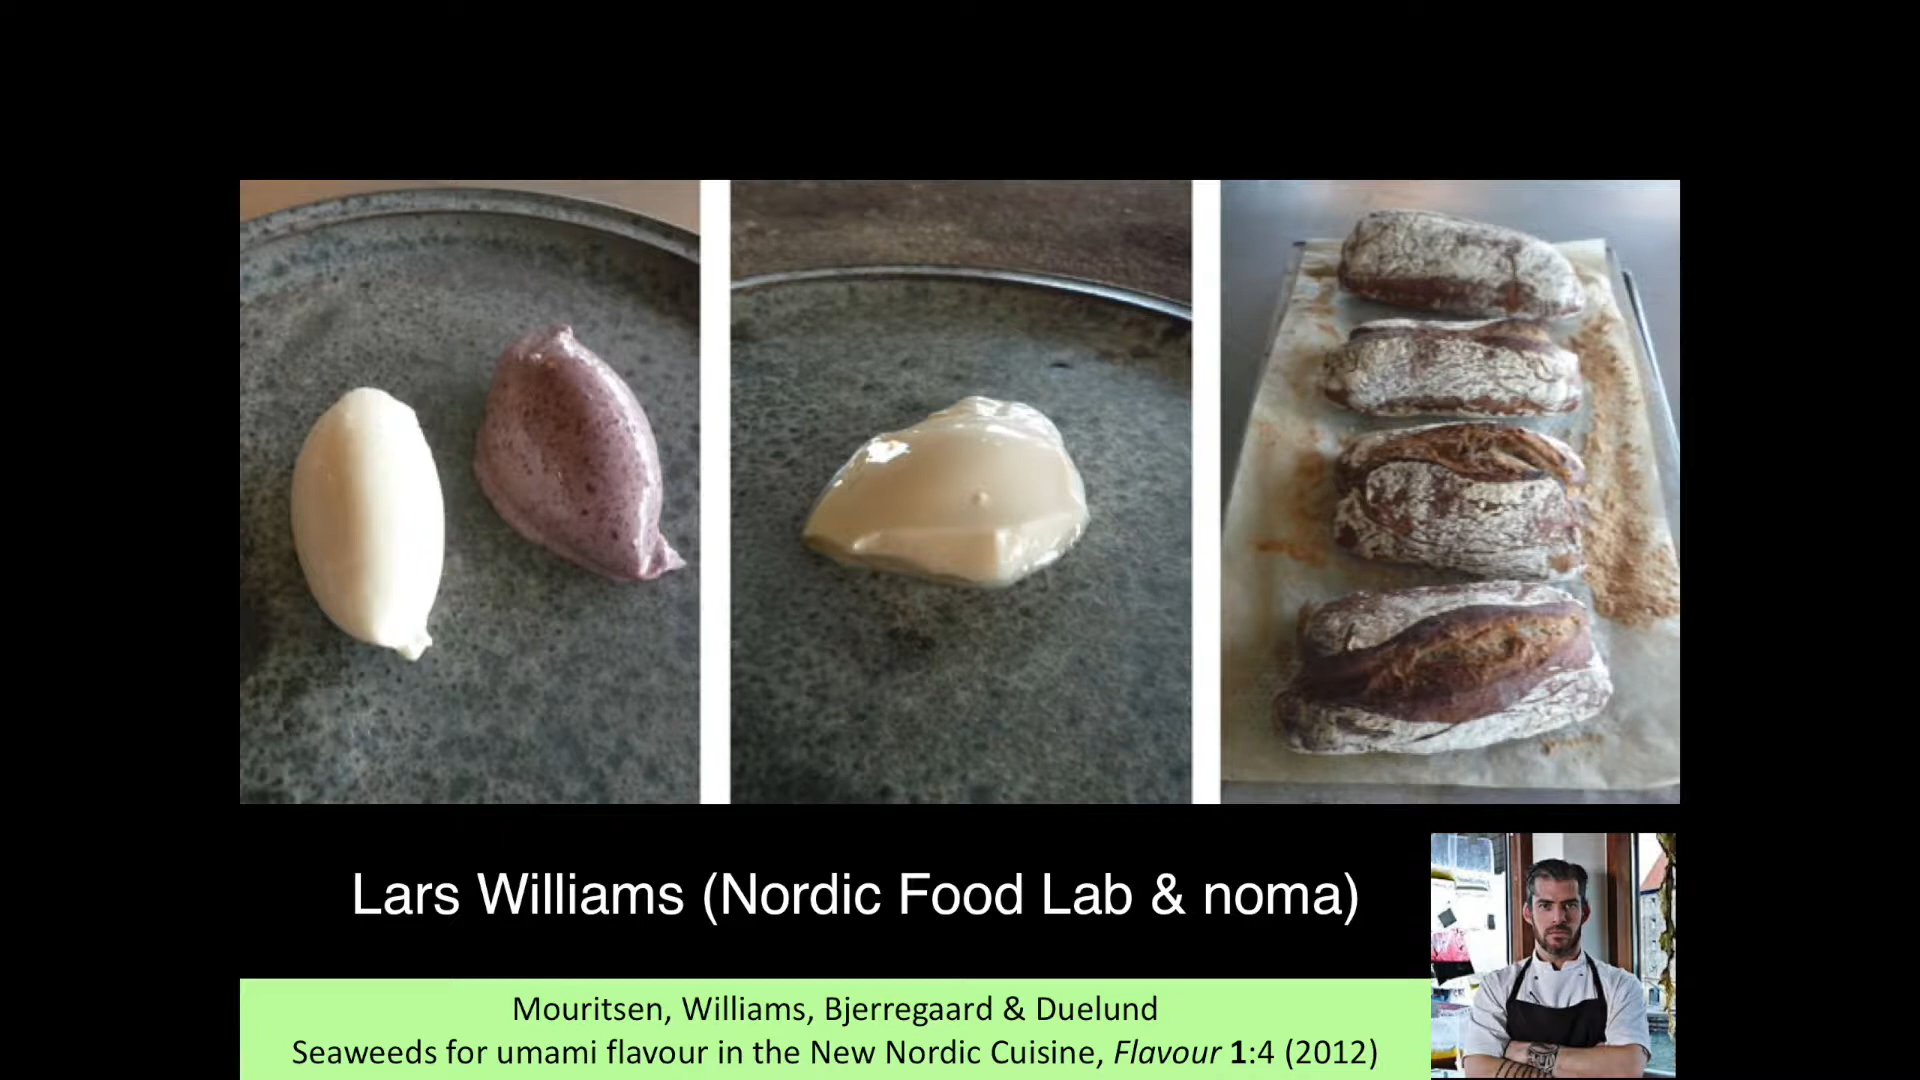 Lars Williams (Nordic Food Lab & noma)
Mouritsen, Williams, Bjerregaard & Duelund
Seaweeds for umami flavour in the New Nordic Cuisine, Flavour 1:4 (2012)